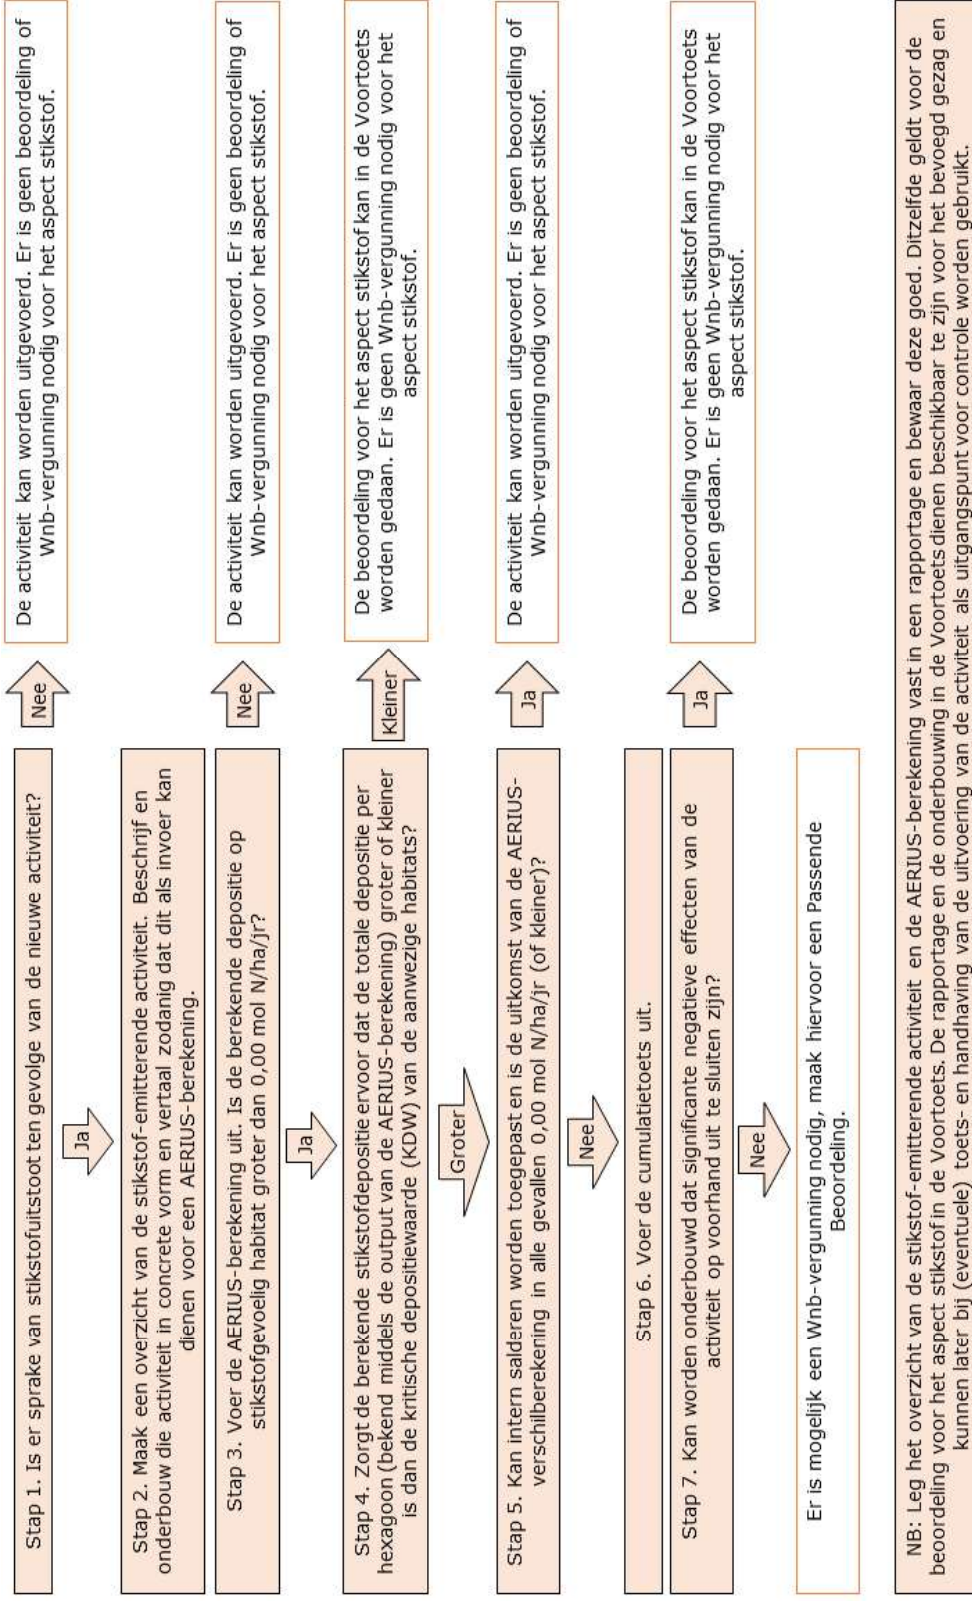 Stap 1. Is er sprake van stikstofuitstoot ten gevolge van de nieuwe activiteit?
Nee
De activiteit kan worden uitgevoerd. Er is geen beoordeling of
Wnb-vergunning nodig voor het aspect stikstof.
Ja
Stap 2. Maak een overzicht van de stikstof-emitterende activiteit. Beschrijf en
onderbouw die activiteit in concrete vorm en vertaal zodanig dat dit als invoer kan
dienen voor een AERIUS-berekening.
Stap 3. Voer de AERIUS-berekening uit. Is de berekende depositie op
stikstofgevoelig habitat groter dan 0,00 mol N/ha/jr?
Nee
De activiteit kan worden uitgevoerd. Er is geen beoordeling of
Wnb-vergunning nodig voor het aspect stikstof.
Ja
Stap 4. Zorgt de berekende stikstofdepositie ervoor dat de totale depositie per
hexagoon (bekend middels de output van de AERIUS-berekening) groter of kleiner
is dan de kritische depositiewaarde (KDW) van de aanwezige habitats?
Kleiner
De beoordeling voor het aspect stikstof kan in de Voortoets
worden gedaan. Er is geen Wnb-vergunning nodig voor het
aspect stikstof.
Groter
Stap 5. Kan intern salderen worden toegepast en is de uitkomst van de AERIUS-
verschilberekening in alle gevallen 0,00 mol N/ha/jr (of kleiner)?
Ja
De activiteit kan worden uitgevoerd. Er is geen beoordeling of
Wnb-vergunning nodig voor het aspect stikstof.
Nee
Stap 6. Voer de cumulatietoets uit.
Stap 7. Kan worden onderbouwd dat significante negatieve effecten van de
activiteit op voorhand uit te sluiten zijn?
Ja
De beoordeling voor het aspect stikstof kan in de Voortoets
worden gedaan. Er is geen Wnb-vergunning nodig voor het
aspect stikstof.
Nee
Er is mogelijk een Wnb-vergunning nodig, maak hiervoor een Passende
Beoordeling.
NB: Leg het overzicht van de stikstof-emitterende activiteit en de AERIUS-berekening vast in een rapportage en bewaar deze goed. Ditzelfde geldt voor de
beoordeling voor het aspect stikstof in de Voortoets. De rapportage en de onderbouwing in de Voortoets dienen beschikbaar te zijn voor het bevoegd gezag en
kunnen later bij (eventuele) toets- en handhaving van de uitvoering van de activiteit als uitgangspunt voor controle worden gebruikt.